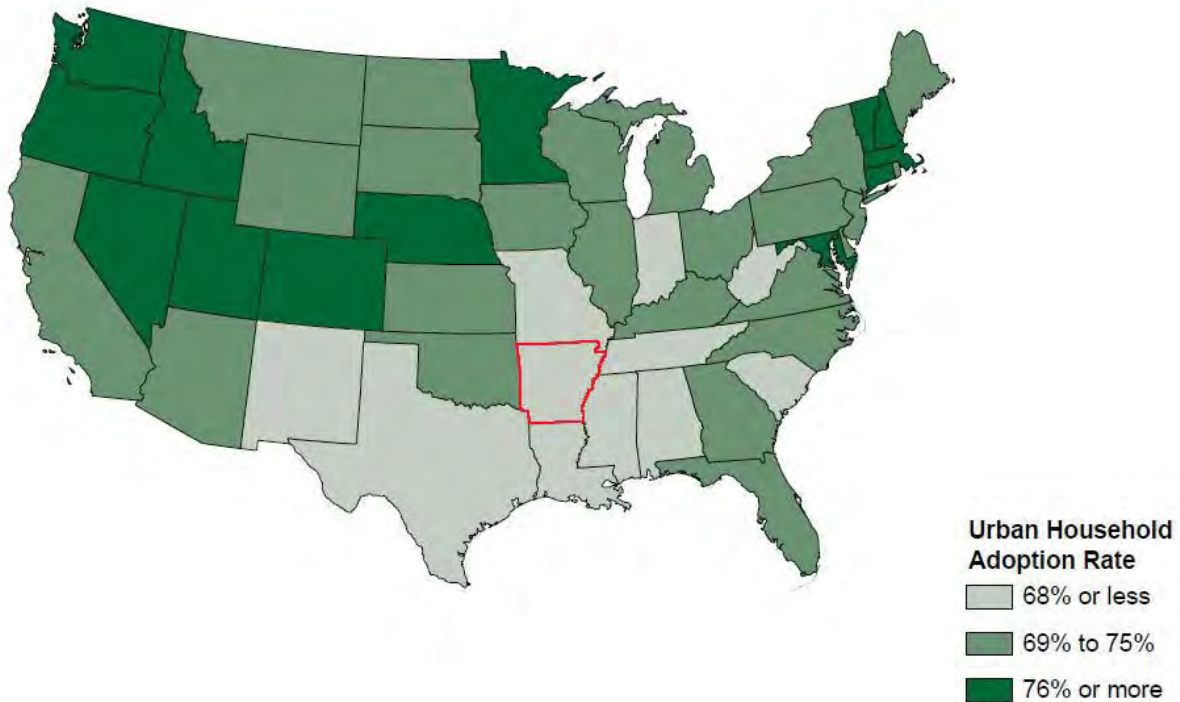 Urban Household
Adoption Rate
68% or less
69% to 75%
76% or more